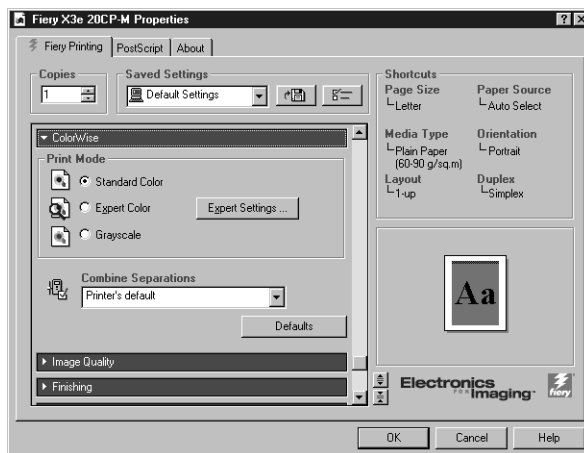 Fiery X3e 20CP-M Properties
Fiery Printing
PostScript
About
Copies
1
Saved Settings
Default Settings
ColorWise
Print Mode
Standard Color
Expert Color
Expert Settings ...
Grayscale
Combine Separations
Printer's default
Defaults
Image Quality
Finishing
Shortcuts
Page Size
Letter
Paper Source
Auto Select
Media Type
Plain Paper
(60-90 g/sq.m)
Orientation
Portrait
Layout
1-up
Duplex
Simplex
Aa
Electronics
FOR Imaging
fiery
OK
Cancel
Help